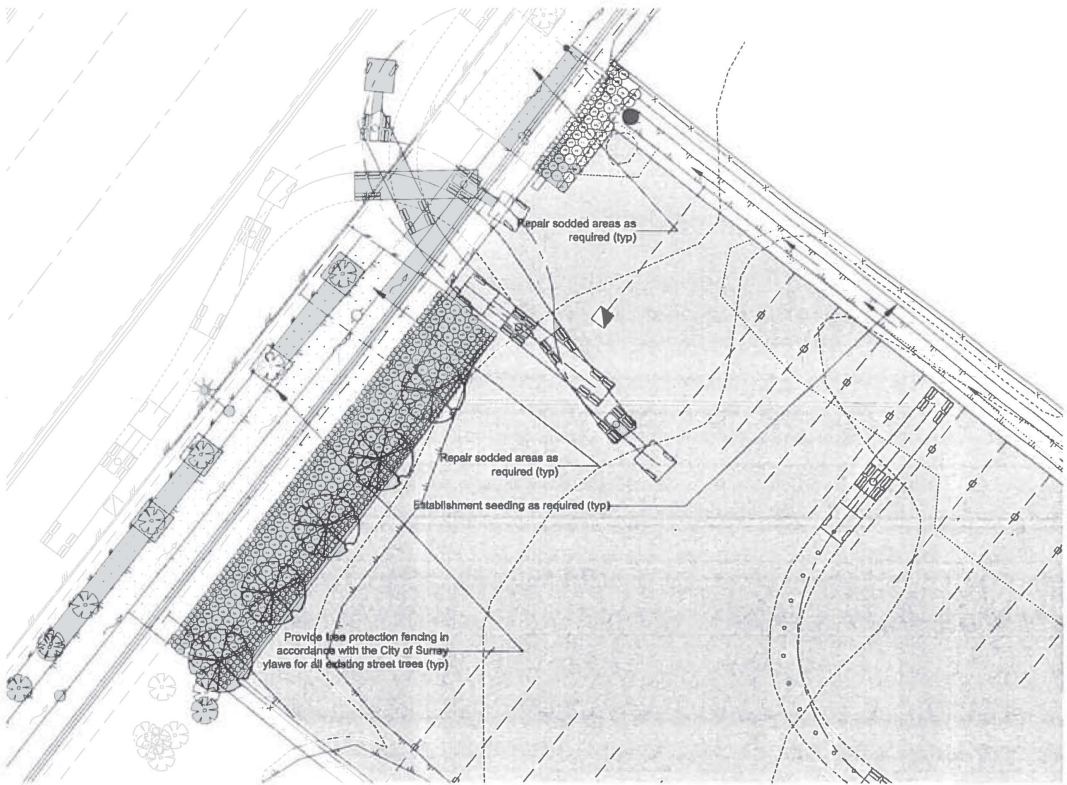 Repair sodded areas as
required (typ)
Repair sodded areas as
required (typ)
Establishment seeding as required (typ)
Provide tree protection fencing in
accordance with the City of Surrey
ylaws for all existing street trees (typ)